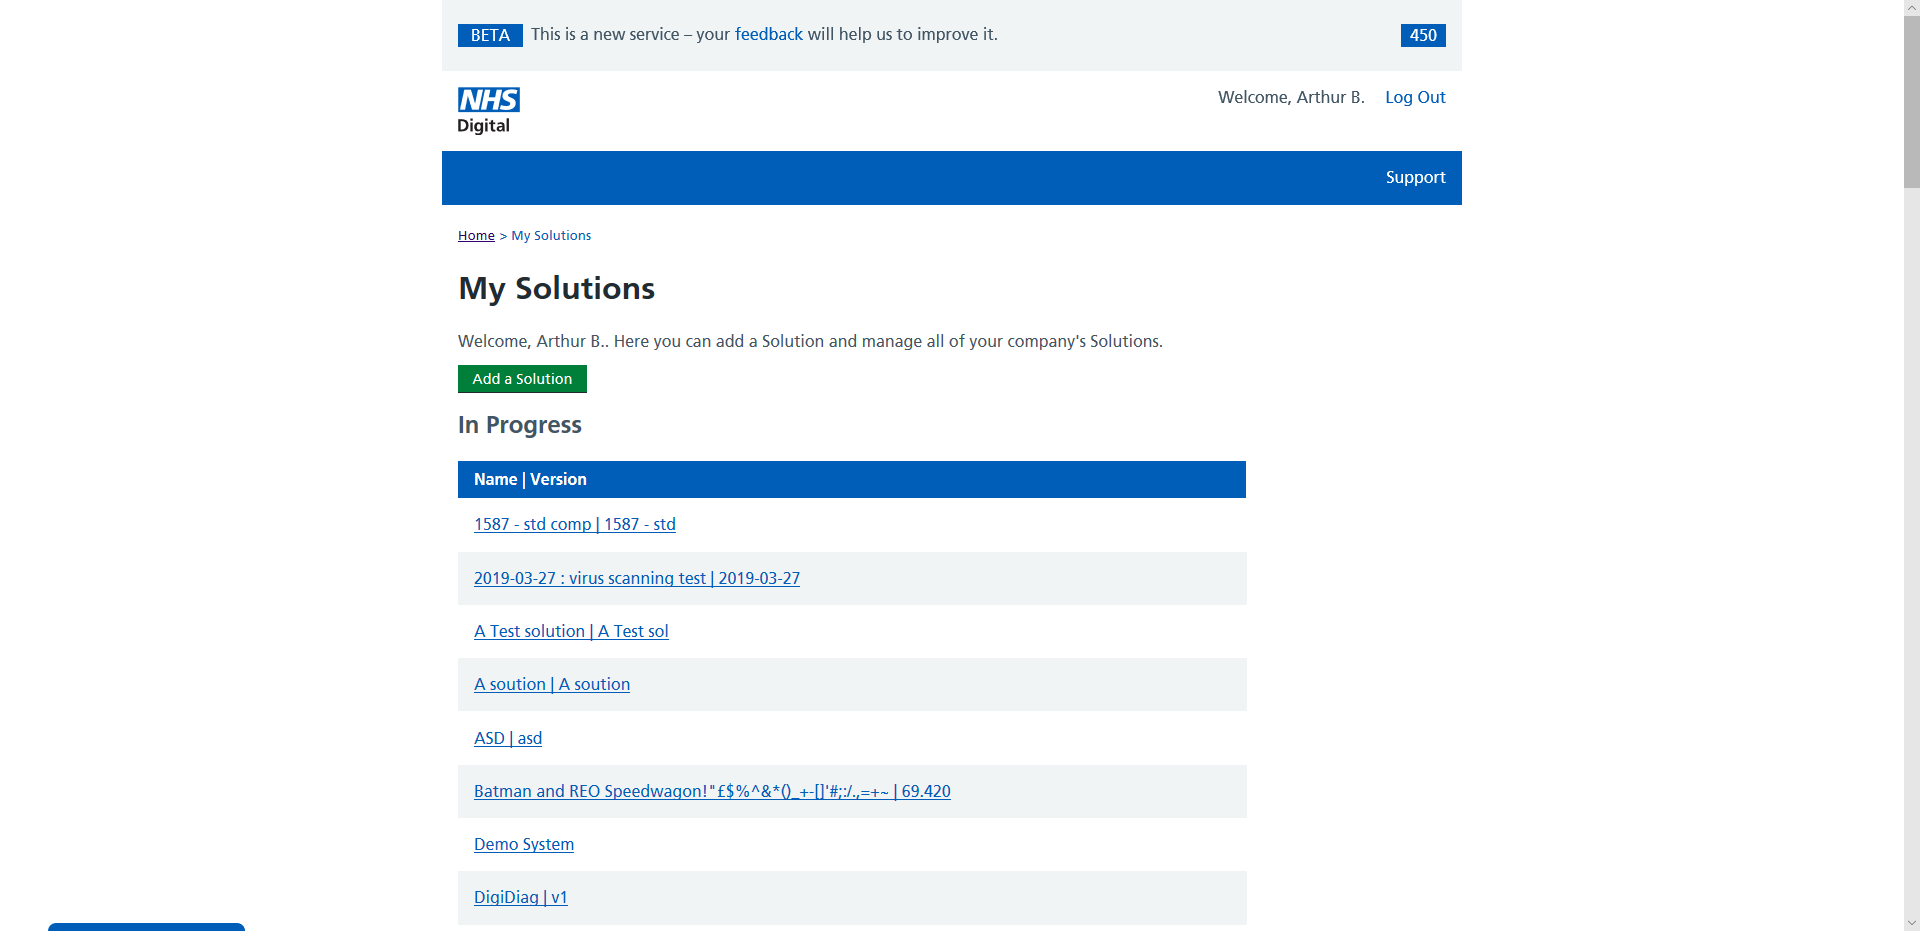 BETA This is a new service – your feedback will help us to improve it. 450
NHS
Digital
Welcome, Arthur B. Log Out
Support
Home > My Solutions
My Solutions
Welcome, Arthur B.. Here you can add a Solution and manage all of your company's Solutions.
Add a Solution
In Progress
Name | Version
1587 - std comp | 1587 - std
2019-03-27 : virus scanning test | 2019-03-27
A Test solution | A Test sol
A soution | A soution
ASD | asd
Batman and REO Speedwagon!"£$%^&*()_+-[]'#;:/.,=+~ | 69.420
Demo System
DigiDiag | v1